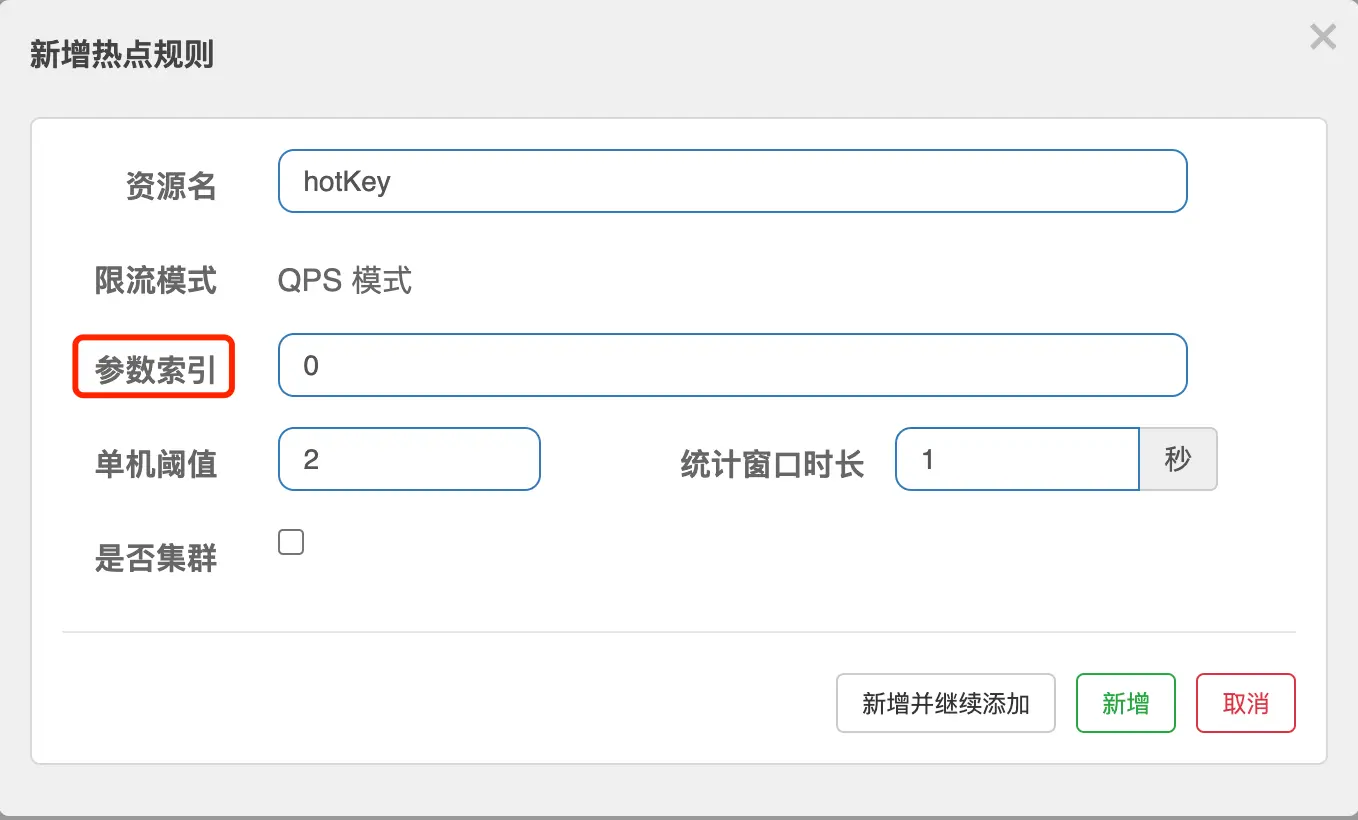 新增热点规则
资源名 hotKey
限流模式 QPS 模式
参数索引 0
单机阈值 2 统计窗口时长 1 秒
是否集群
新增并继续添加 新增 取消